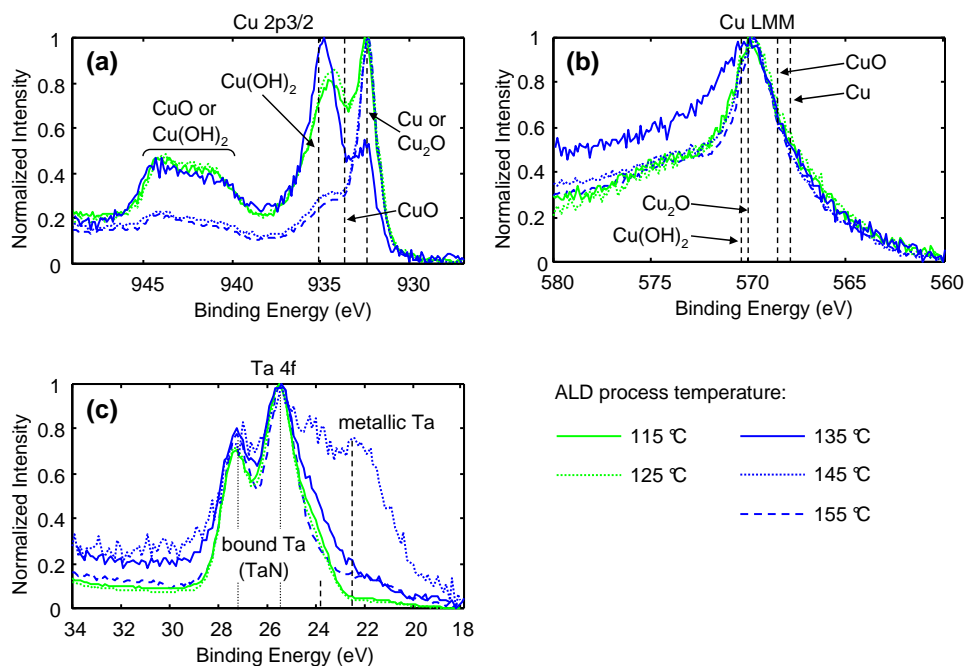 Cu 2p3/2
(a)
Cu(OH)2
CuO or
Cu(OH)2
Cu or
Cu2O
CuO
Normalized Intensity
1
0.8
0.6
0.4
0.2
0
945
940
935
930
Binding Energy (eV)
Cu LMM
(b)
CuO
Cu
Cu2O
Cu(OH)2
Normalized Intensity
1
0.8
0.6
0.4
0.2
0
580
575
570
565
560
Binding Energy (eV)
Ta 4f
(c)
metallic Ta
bound Ta
(TaN)
Normalized Intensity
1
0.8
0.6
0.4
0.2
0
34
32
30
28
26
24
22
20
18
Binding Energy (eV)
ALD process temperature:
115 °C
125 °C
135 °C
145 °C
155 °C